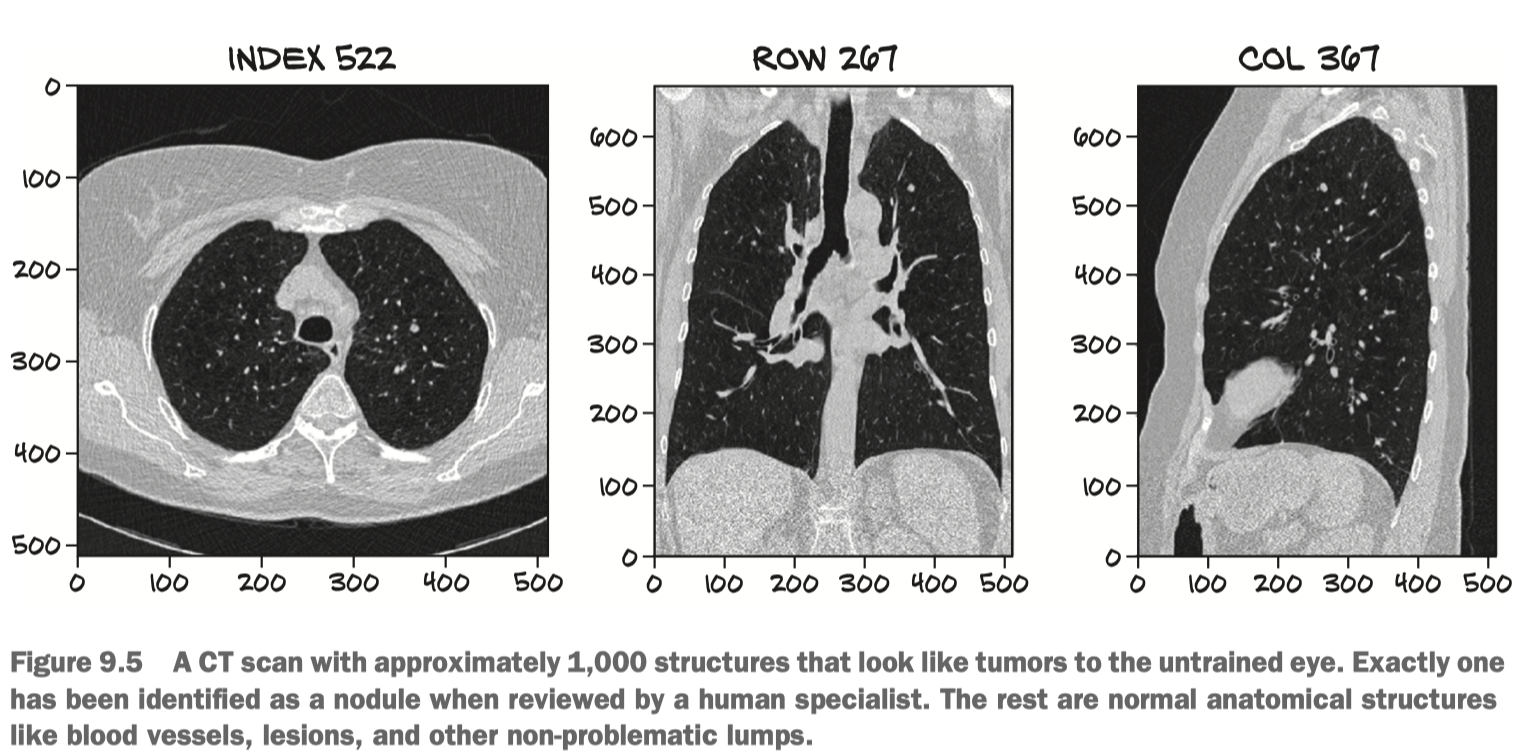 INDEX 522
ROW 267
COL 367
0
100
200
300
400
500
0 100 200 300 400 500
600
500
400
300
200
100
0
0 100 200 300 400 500
600
500
400
300
200
100
0
0 100 200 300 400 500
Figure 9.5 A CT scan with approximately 1,000 structures that look like tumors to the untrained eye. Exactly one
has been identified as a nodule when reviewed by a human specialist. The rest are normal anatomical structures
like blood vessels, lesions, and other non-problematic lumps.